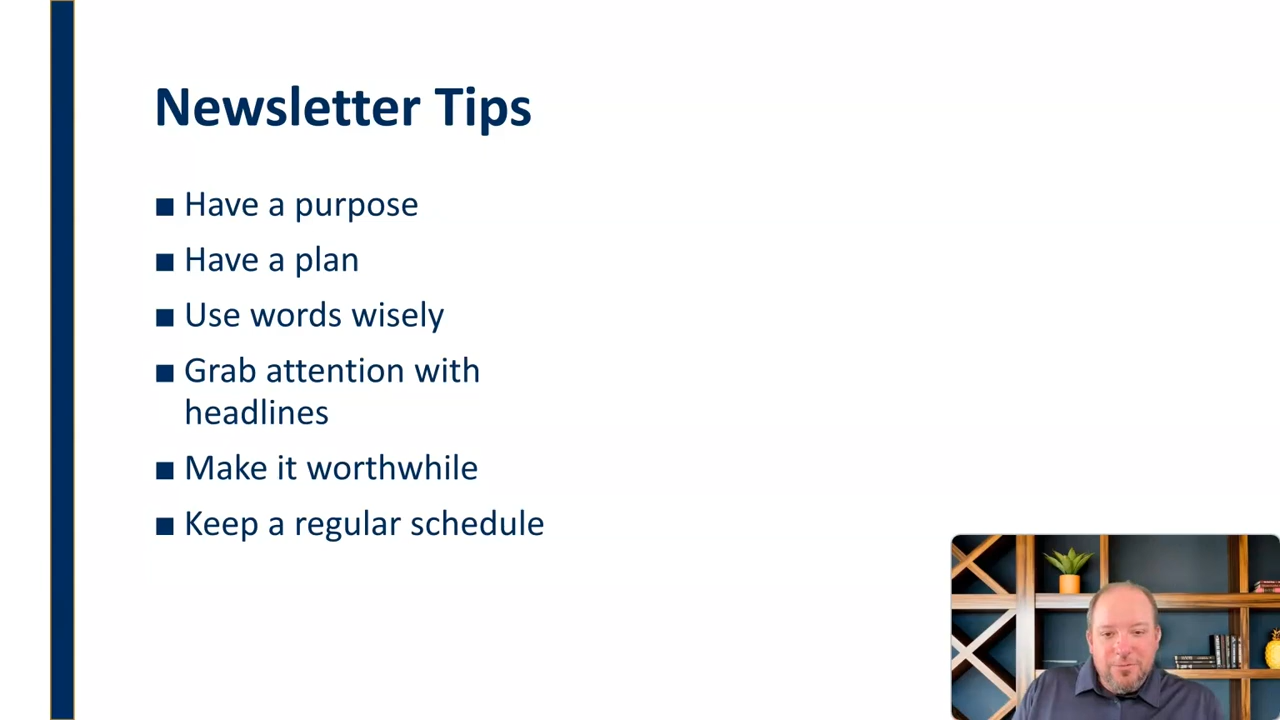 Newsletter Tips
■ Have a purpose
■ Have a plan
■ Use words wisely
■ Grab attention with
headlines
■ Make it worthwhile
■ Keep a regular schedule